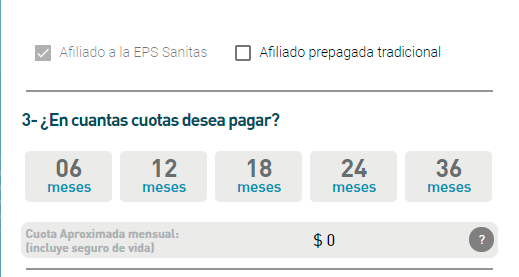 Afiliado a la EPS Sanitas Afiliado prepagada tradicional
3- ¿En cuantas cuotas desea pagar?
06 12 18 24 36
meses meses meses meses meses
Cuota Aproximada mensual:
(incluye seguro de vida) $ 0 ?